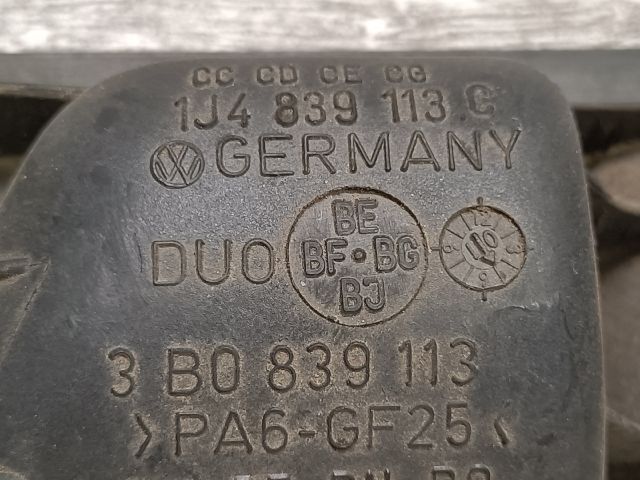 CC CD CE CG
1J4 839 113 C
VW GERMANY
DUO
BE
BF·BG
BJ
3 B0 839 113
>PA6-GF25<